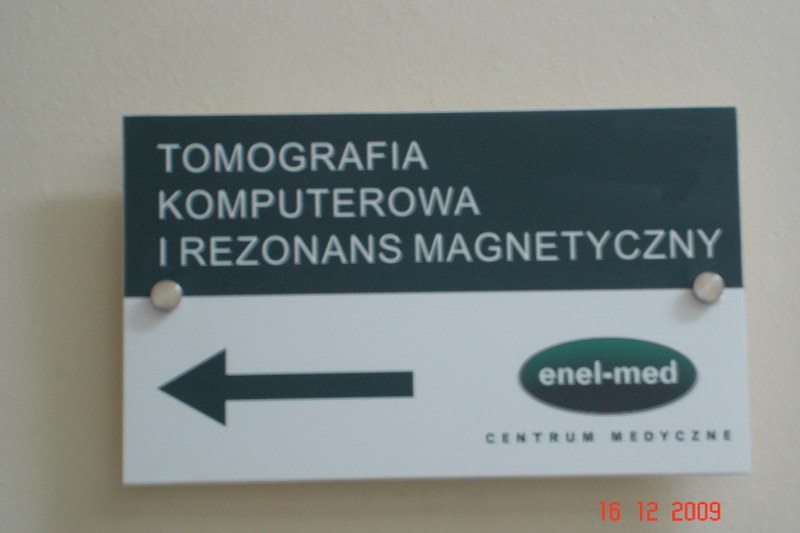 TOMOGRAFIA
KOMPUTEROWA
I REZONANS MAGNETYCZNY
enel-med
CENTRUM MEDYCZNE
16 12 2009